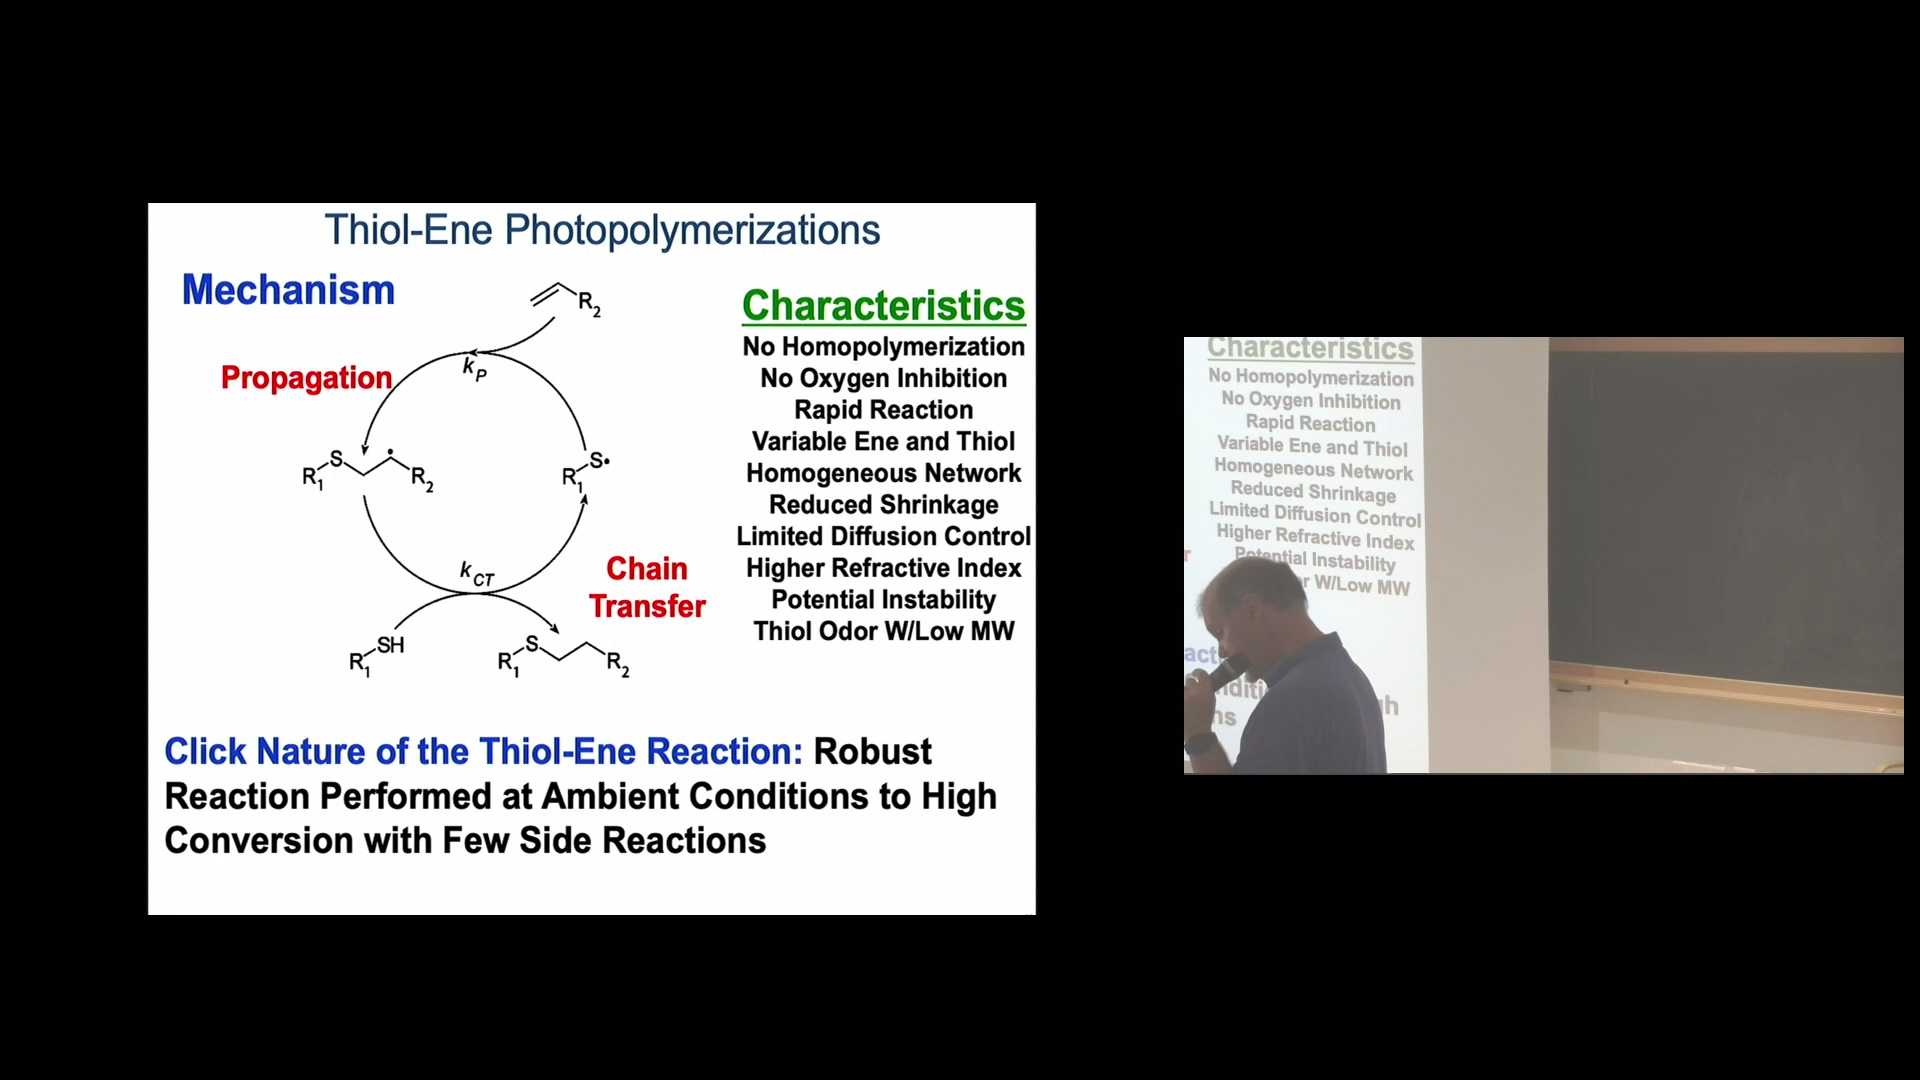 Thiol-Ene Photopolymerizations
Mechanism
R2
kP
Propagation
R1 S R2
R1 S•
kCT
Chain
Transfer
R1 SH
R1 S R2
Characteristics
No Homopolymerization
No Oxygen Inhibition
Rapid Reaction
Variable Ene and Thiol
Homogeneous Network
Reduced Shrinkage
Limited Diffusion Control
Higher Refractive Index
Potential Instability
Thiol Odor W/Low MW
Click Nature of the Thiol-Ene Reaction: Robust
Reaction Performed at Ambient Conditions to High
Conversion with Few Side Reactions
Characteristics
No Homopolymerization
No Oxygen Inhibition
Rapid Reaction
Variable Ene and Thiol
Homogeneous Network
Reduced Shrinkage
Limited Diffusion Control
Higher Refractive Index
Potential Instability
W/Low MW